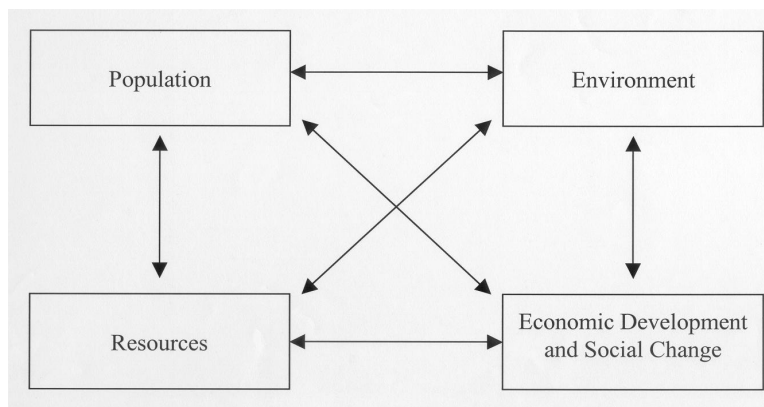 Population
Environment
Resources
Economic Development
and Social Change